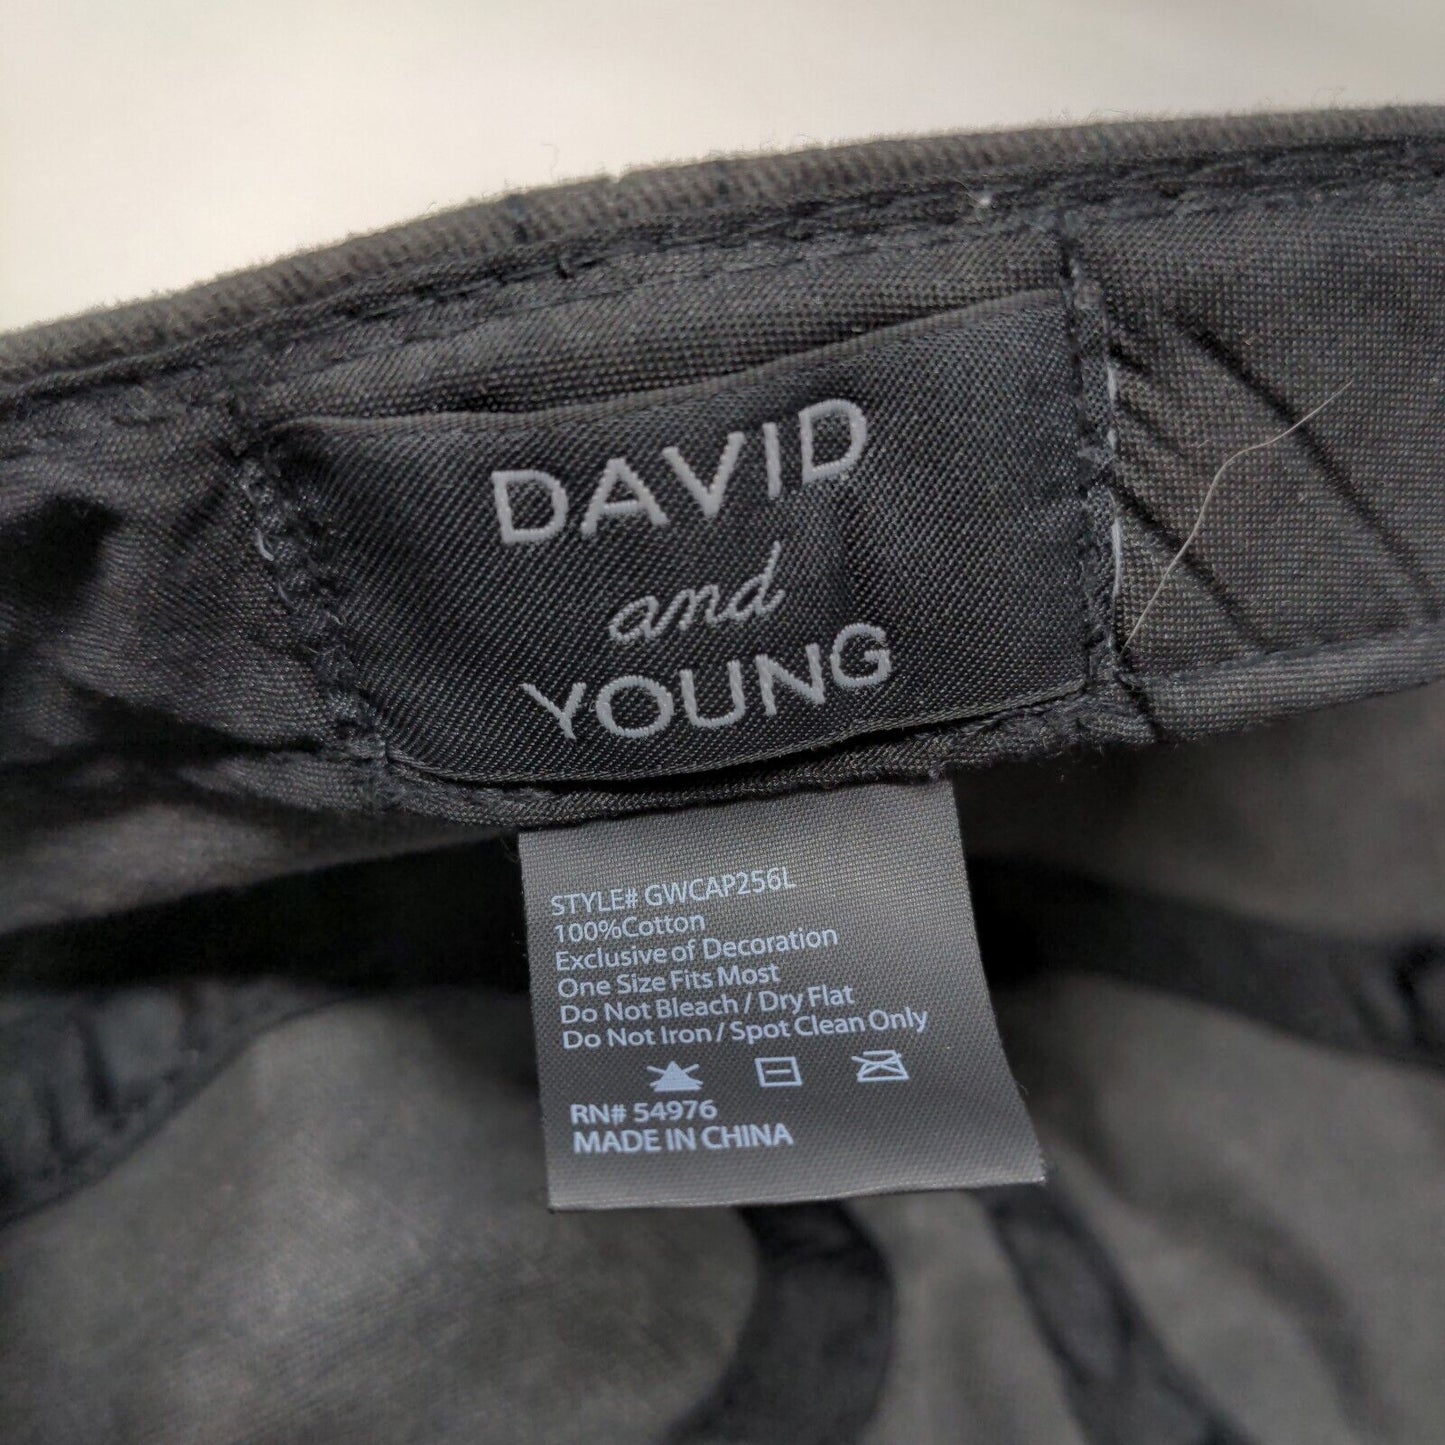 DAVID
and
YOUNG
STYLE# GWCAP256L
100%Cotton
Exclusive of Decoration
One Size Fits Most
Do Not Bleach / Dry Flat
Do Not Iron / Spot Clean Only
RN# 54976
MADE IN CHINA